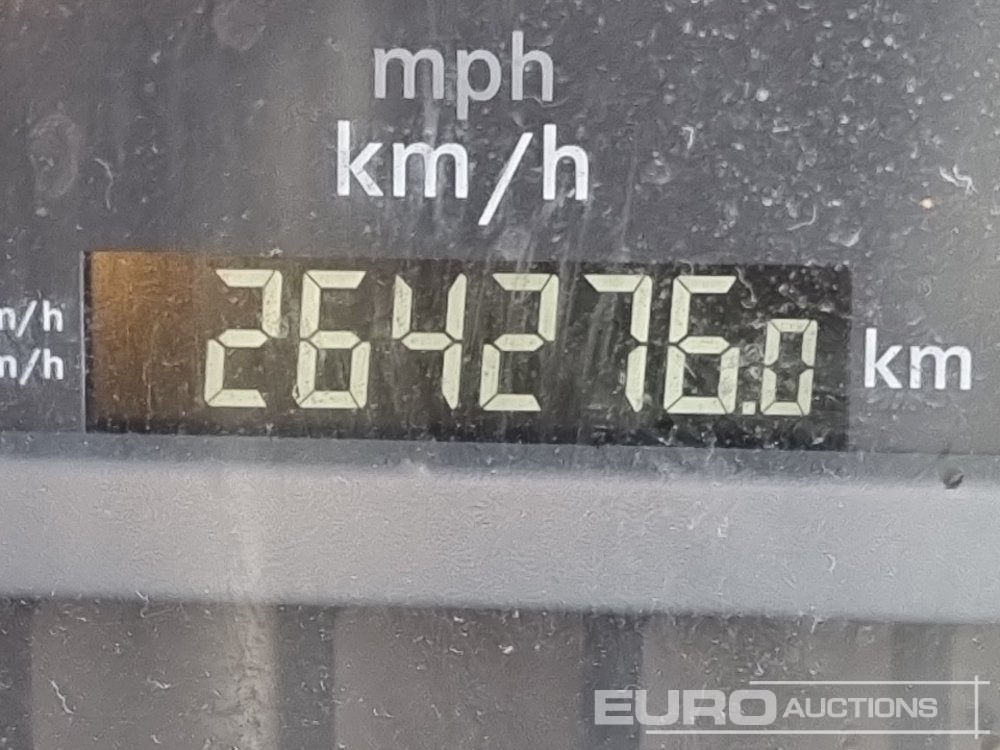 mph
km/h
n/h
n/h
264276.0 km
EURO AUCTIONS